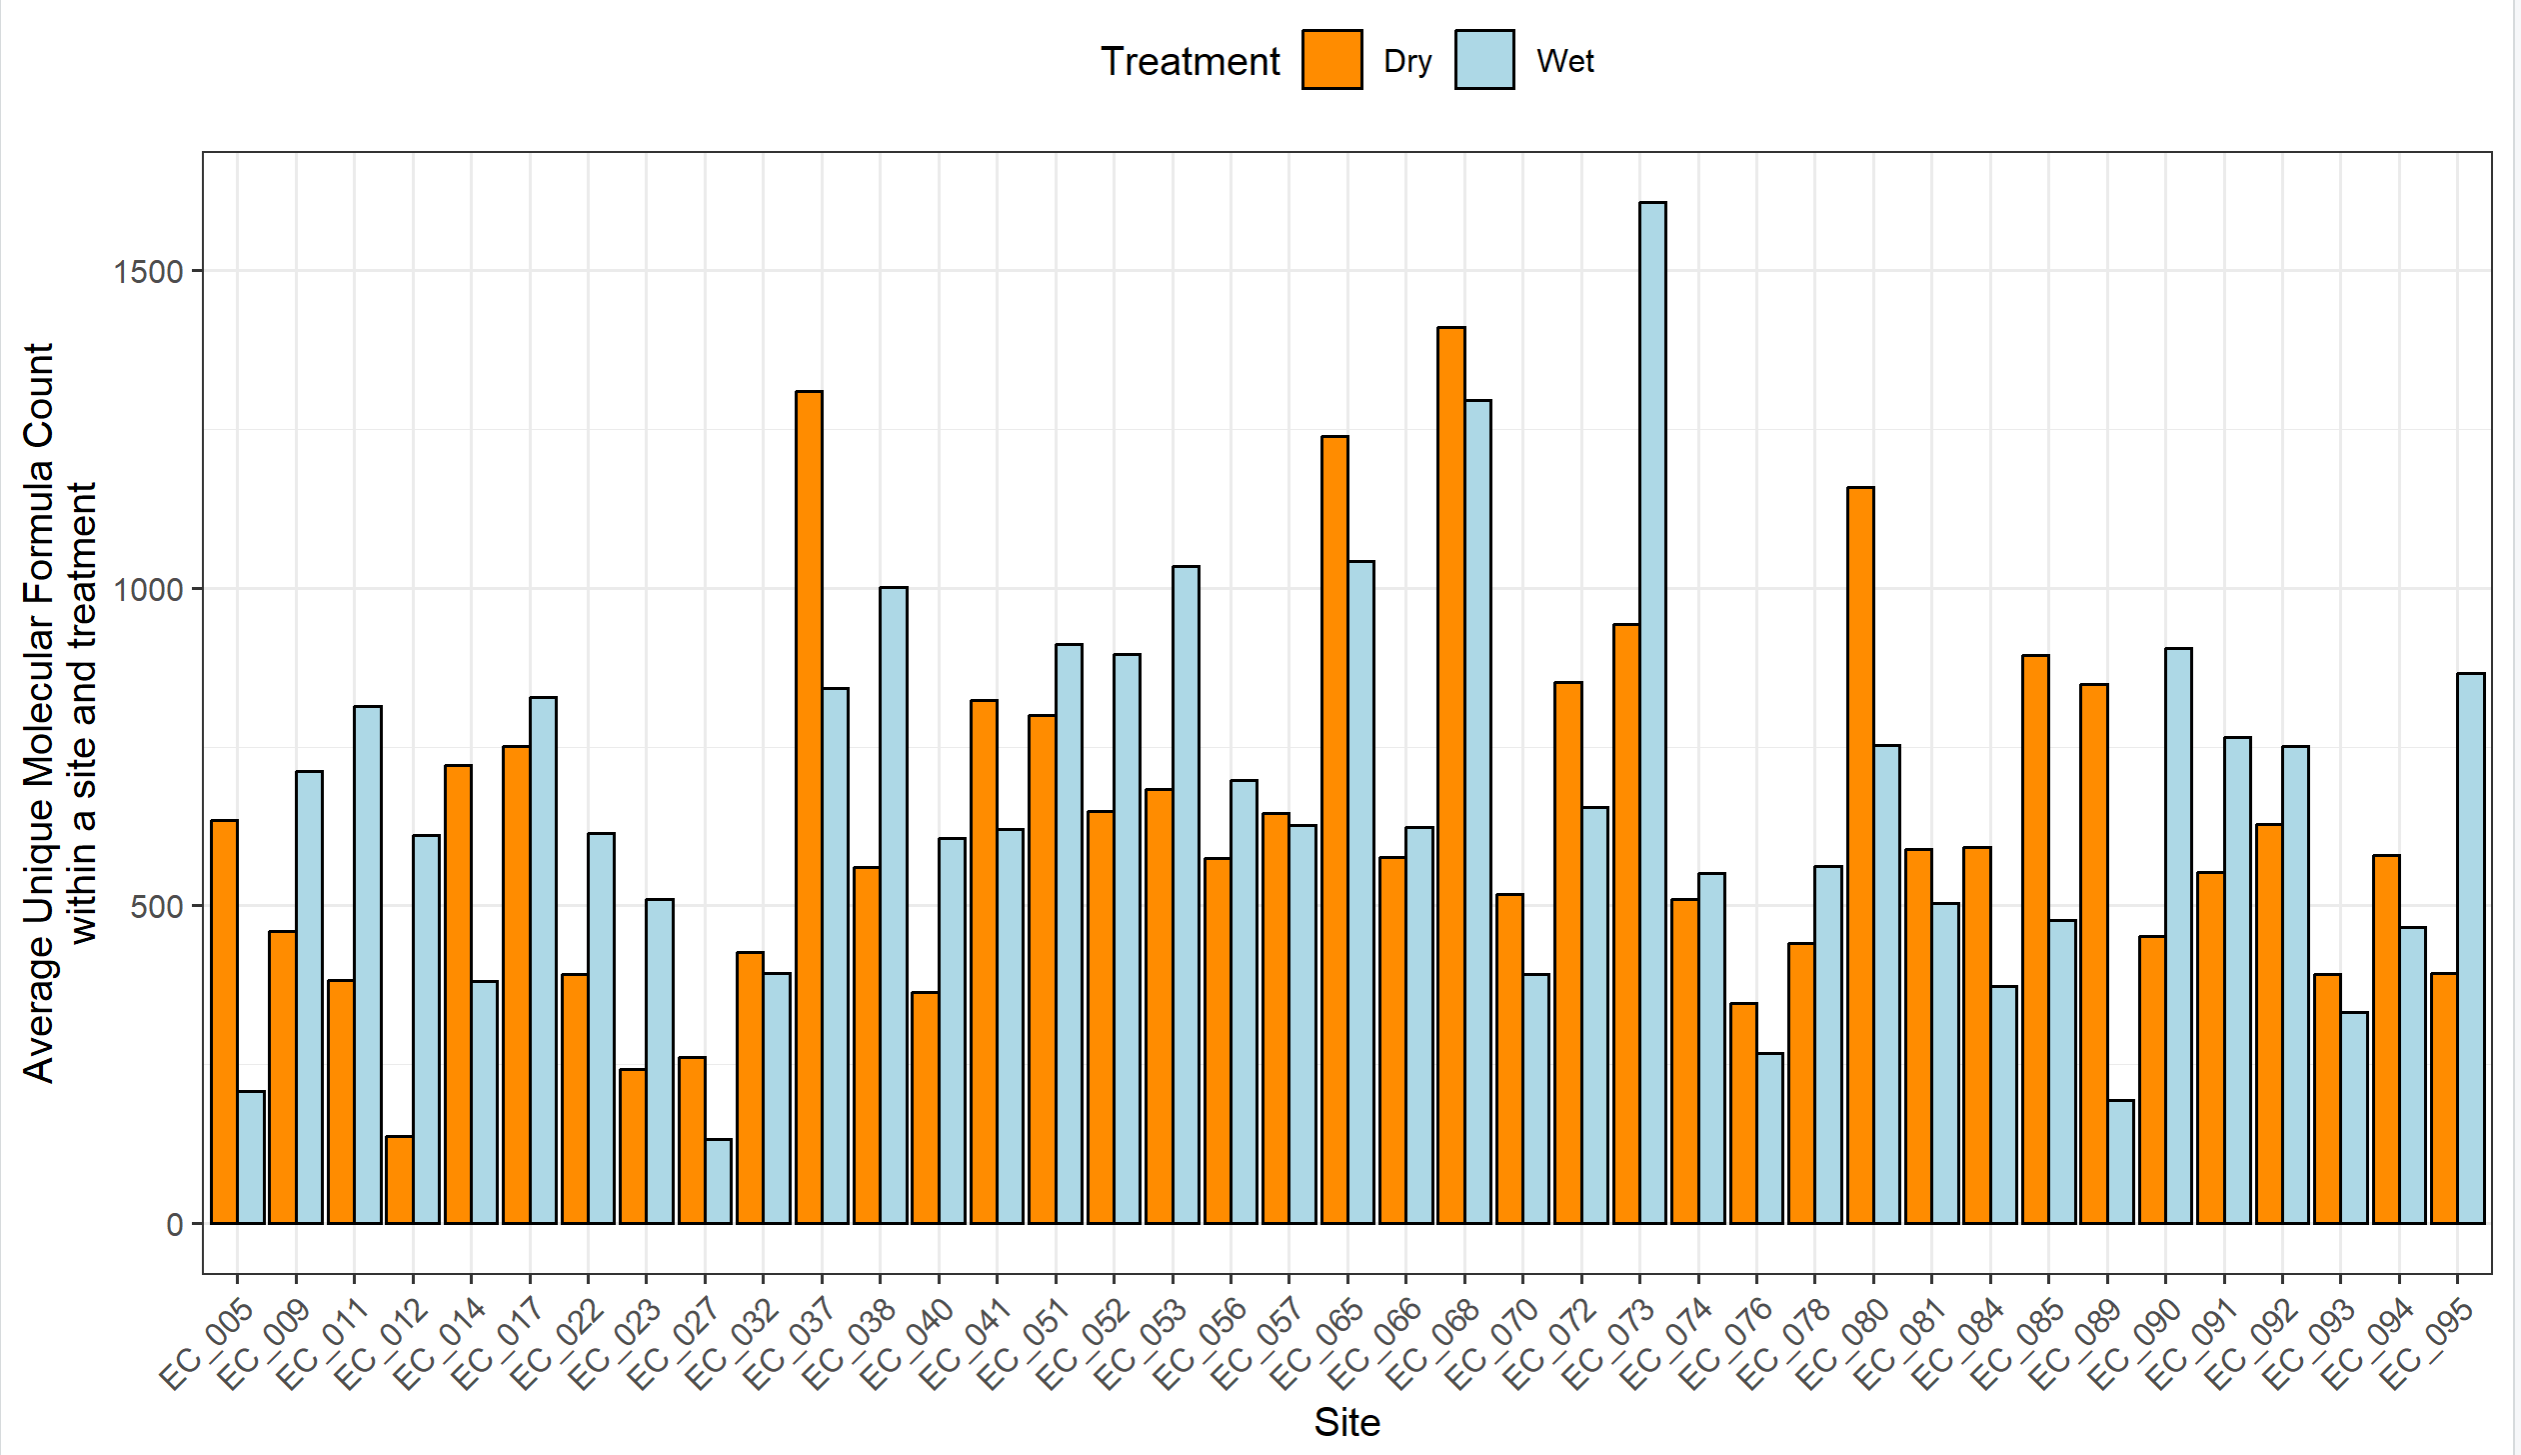 Treatment Dry Wet
Average Unique Molecular Formula Count
within a site and treatment
1500
1000
500
0
EC_005
EC_009
EC_011
EC_012
EC_014
EC_017
EC_022
EC_023
EC_027
EC_032
EC_037
EC_038
EC_040
EC_041
EC_051
EC_052
EC_053
EC_056
EC_057
EC_065
EC_066
EC_068
EC_070
EC_072
EC_073
EC_074
EC_076
EC_078
EC_080
EC_081
EC_084
EC_085
EC_089
EC_090
EC_091
EC_092
EC_093
EC_094
EC_095
Site